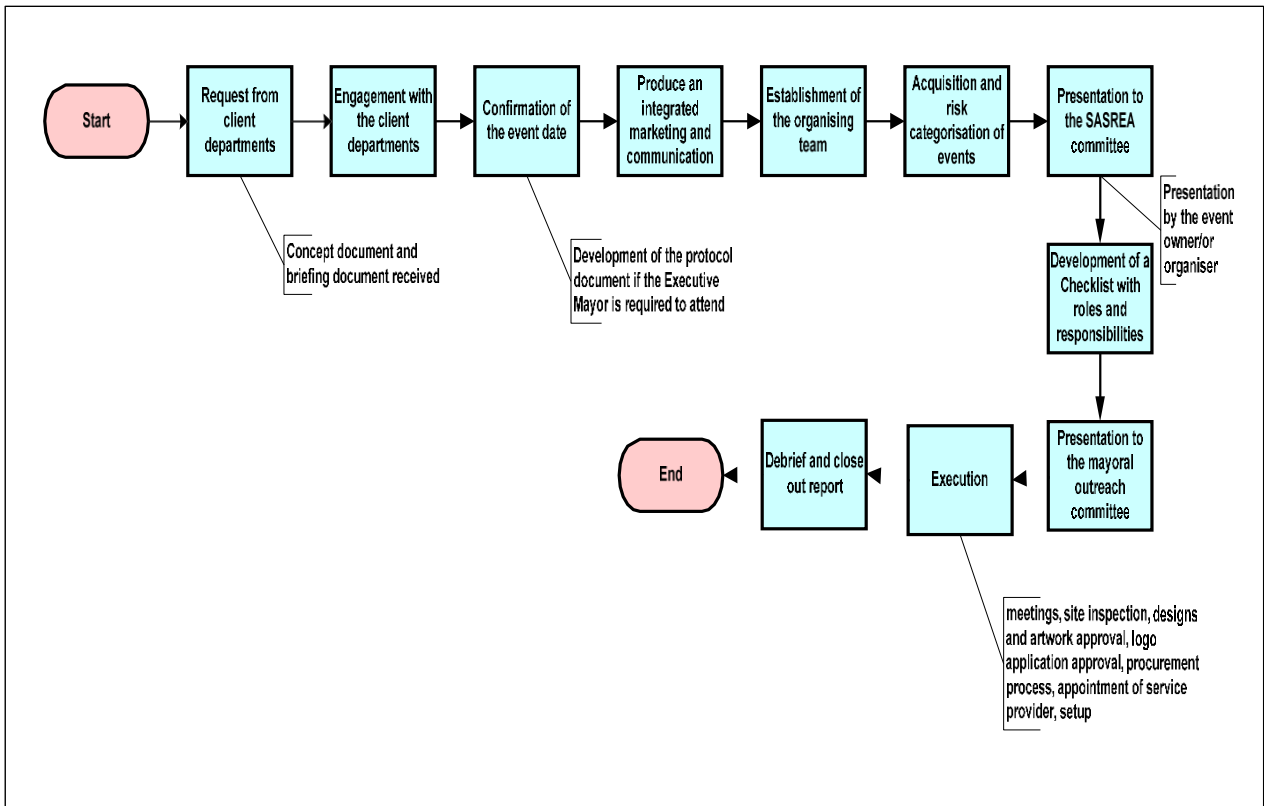 Start
Request from
client
departments
Engagement with
the client
departments
Confirmation of
the event date
Produce an
integrated
marketing and
communication
Establishment of
the organising
team
Acquisition and
risk
categorisation of
events
Presentation to
the SASREA
committee
Concept document and
briefing document received
Development of the protocol
document if the Executive
Mayor is required to attend
Presentation
by the event
owner/or
organiser
Development of a
Checklist with
roles and
responsibilities
Presentation to
the mayoral
outreach
committee
Execution
Debrief and close
out report
End
meetings, site inspection, designs
and artwork approval, logo
application approval, procurement
process, appointment of service
provider, setup